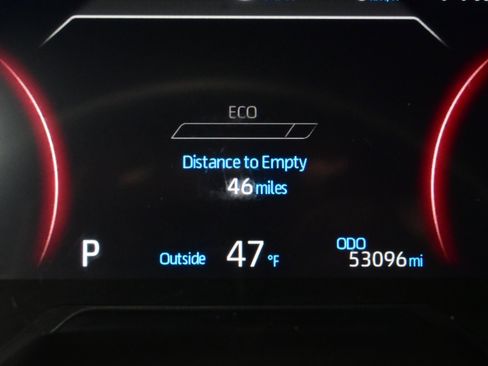 ECO
Distance to Empty
46 miles
P
Outside 47 °F
ODO
53096 mi